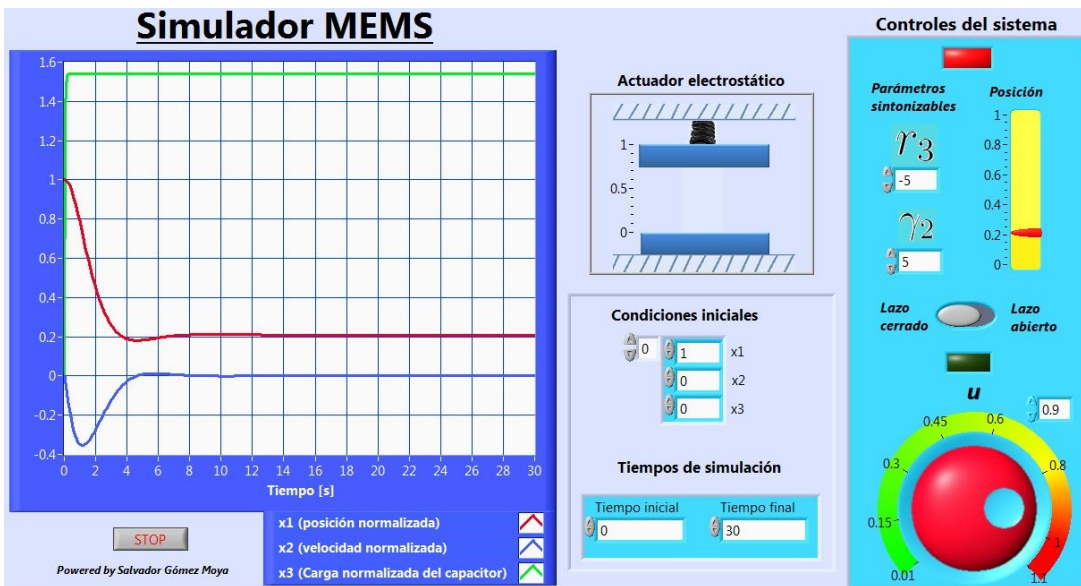 Simulador MEMS
1.6
1.4
1.2
1
0.8
0.6
0.4
0.2
0
-0.2
-0.4
0 2 4 6 8 10 12 14 16 18 20 22 24 26 28 30
Tiempo [s]
STOP
Powered by Salvador Gómez Moya
x1 (posición normalizada)
x2 (velocidad normalizada)
x3 (Carga normalizada del capacitor)
Actuador electrostático
1
0.5
0
Condiciones iniciales
0 1 x1
0 x2
0 x3
Tiempos de simulación
Tiempo inicial Tiempo final
0 30
Controles del sistema
Parámetros
sintonizables
r3
-5
γ2
5
Posición
1
0.8
0.6
0.4
0.2
0
Lazo
cerrado
Lazo
abierto
u
0.9
0.01
0.15
0.3
0.45
0.6
0.8
1
1.1